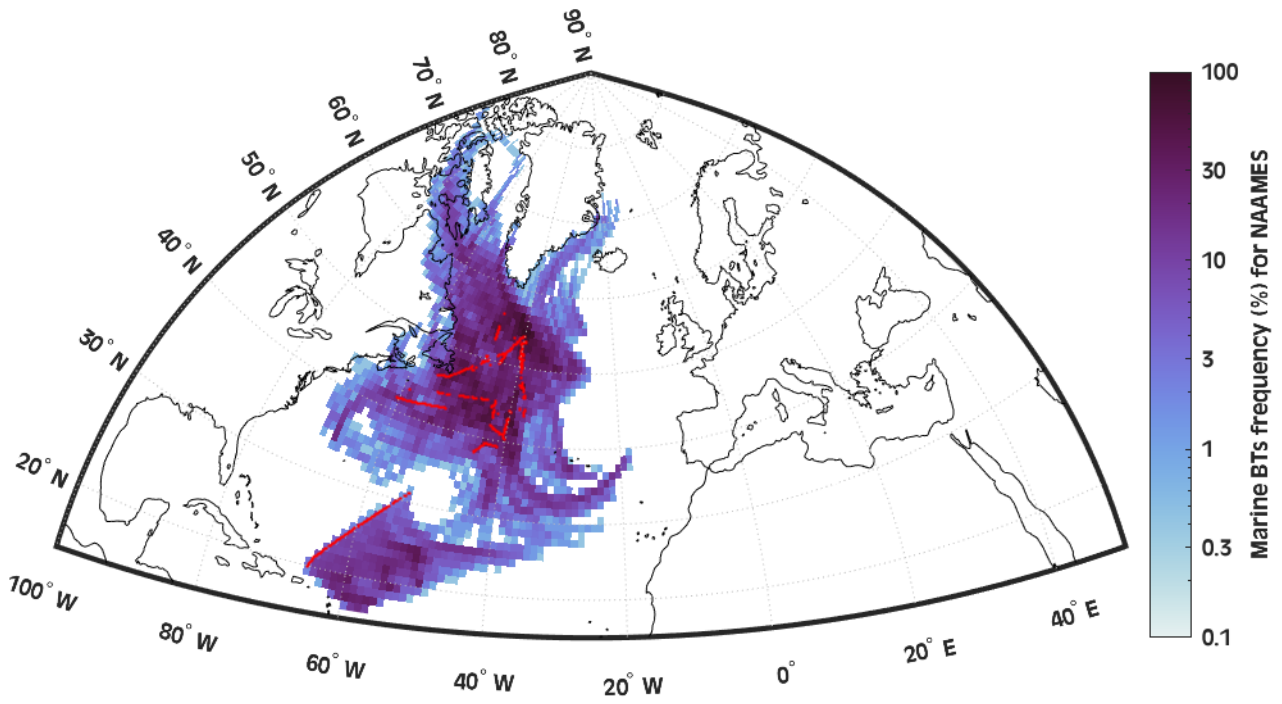 90° N
80° N
70° N
60° N
50° N
40° N
30° N
20° N
100° W
80° W
60° W
40° W
20° W
0°
20° E
40° E
100
30
10
3
1
0.3
0.1
Marine BTs frequency (%) for NAAMES